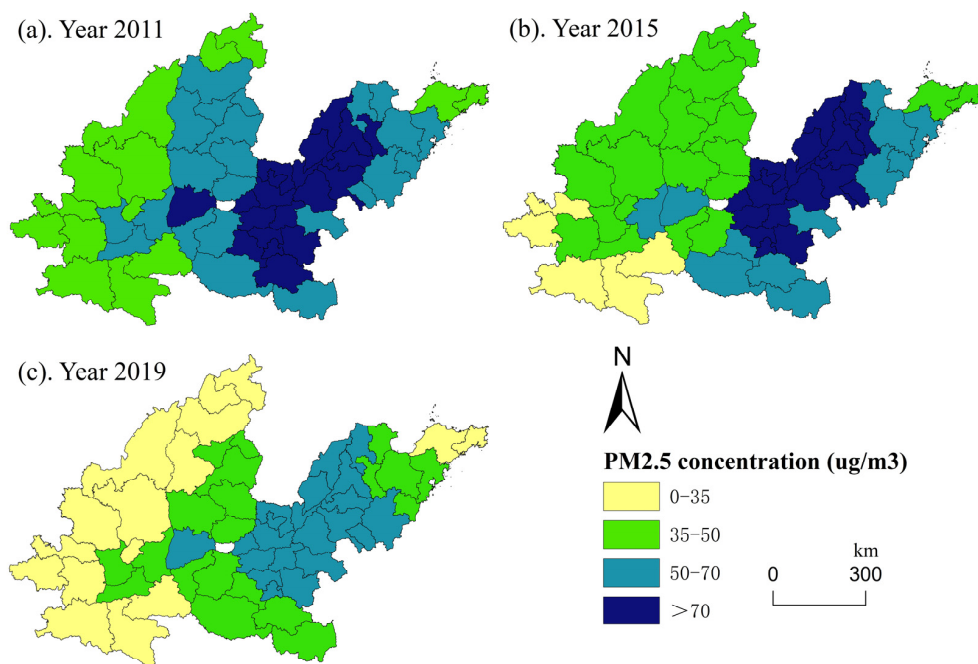 (a). Year 2011
(b). Year 2015
(c). Year 2019
N
PM2.5 concentration (ug/m3)
0-35
35-50
50-70
>70
km
0 300